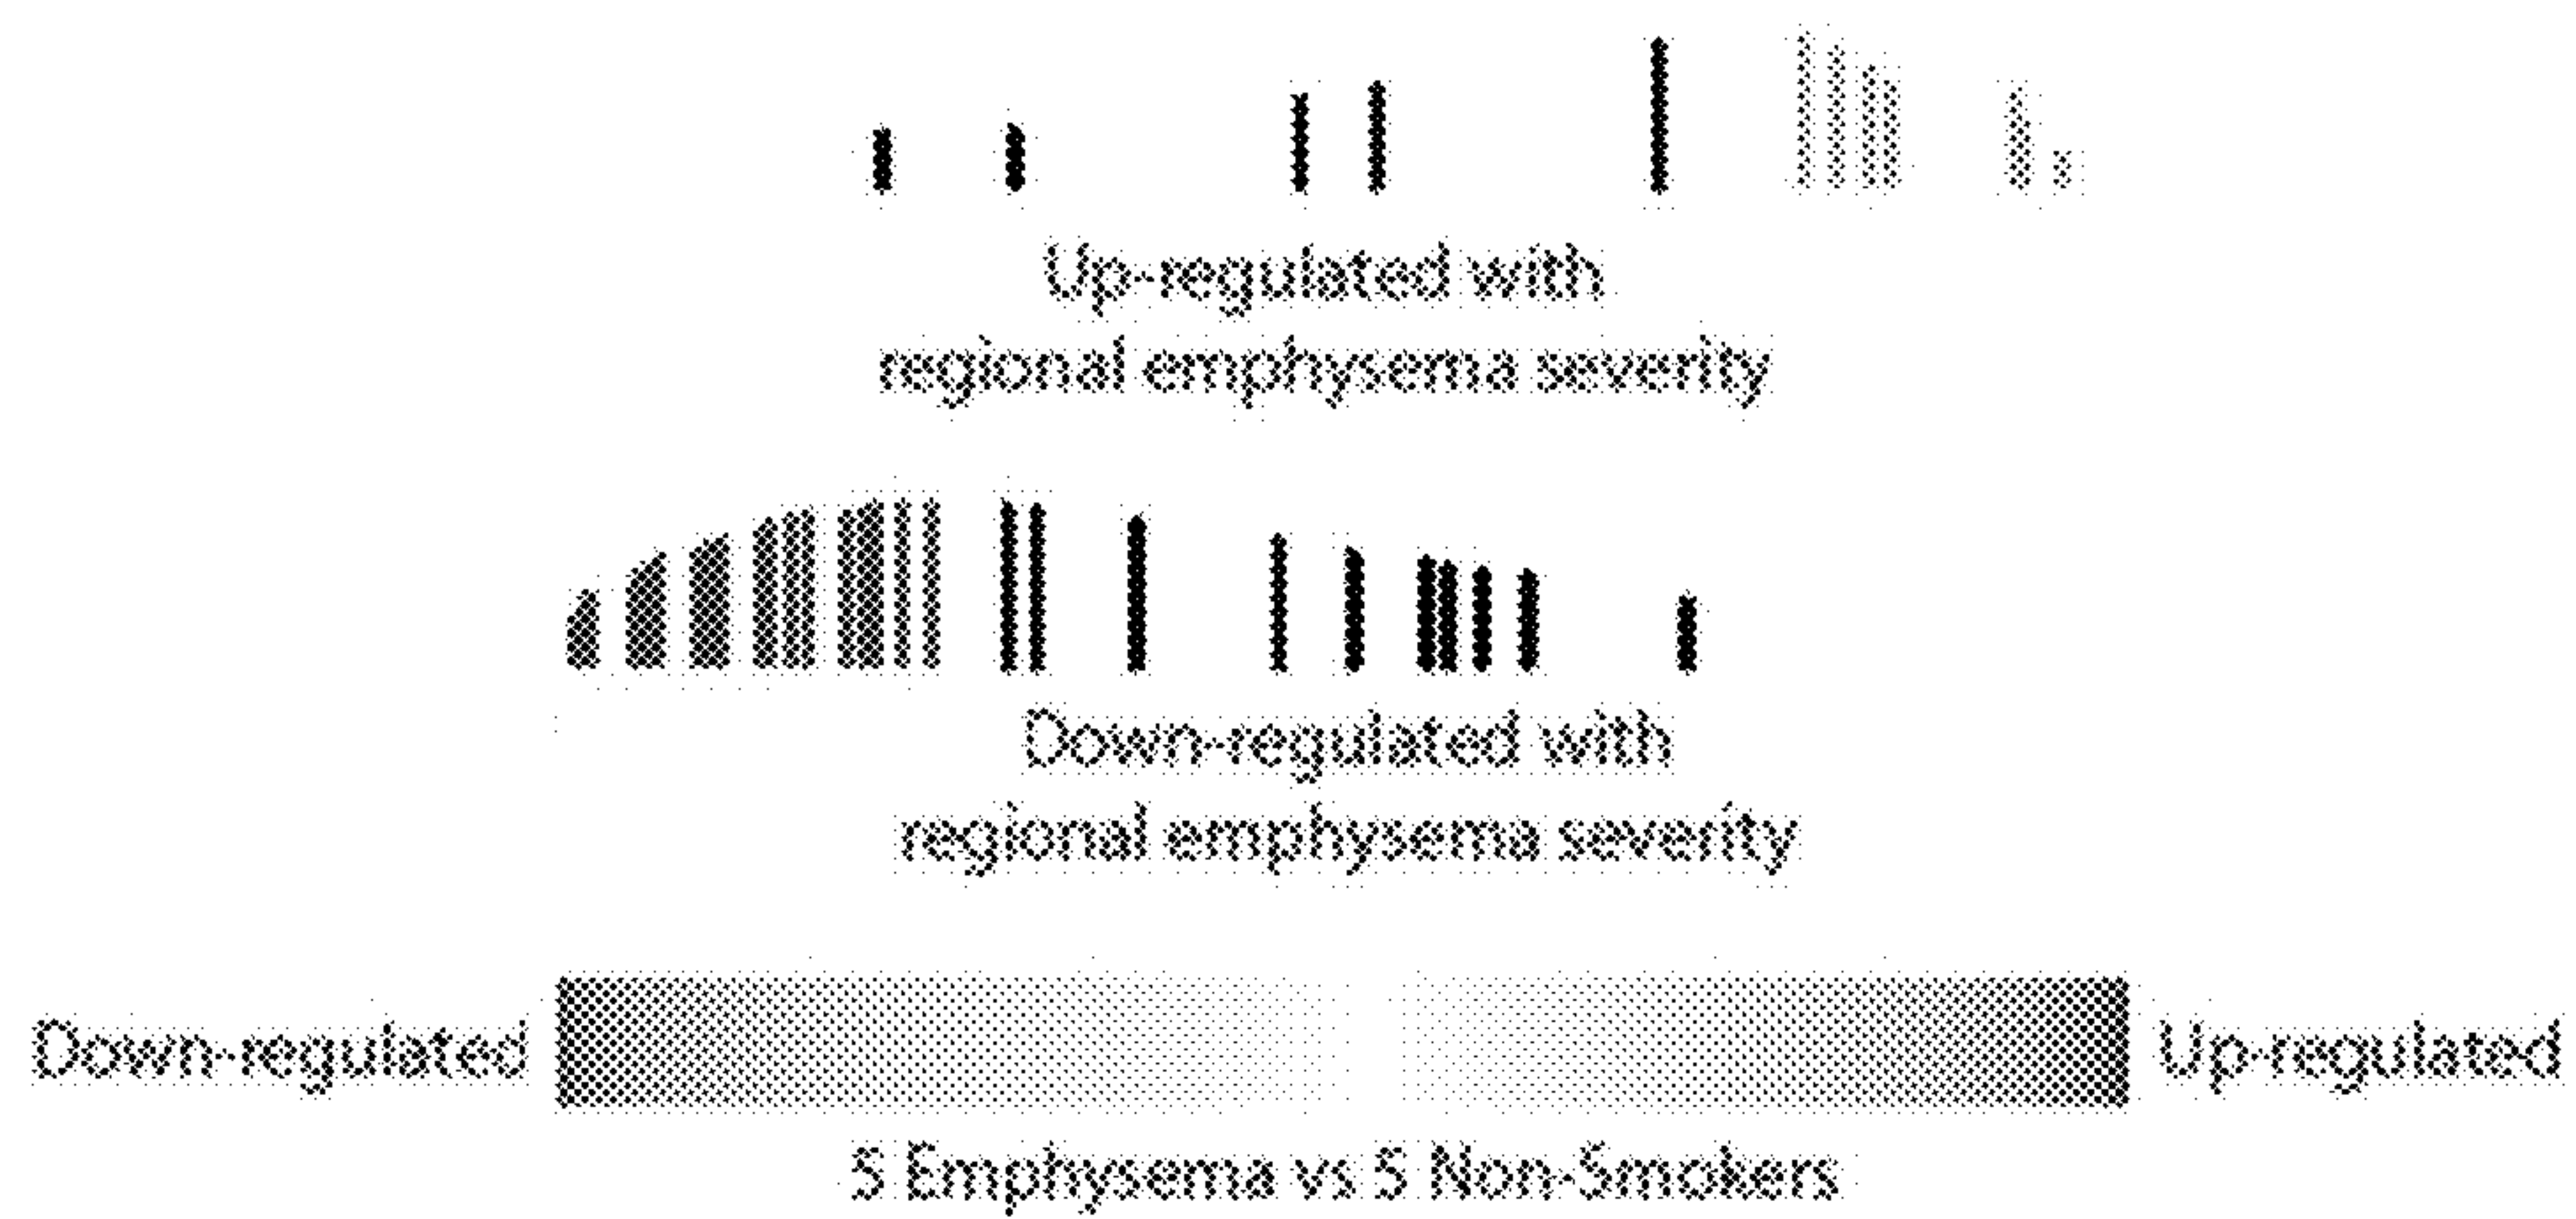 Up-regulated with
regional emphysema severity
Down-regulated with
regional emphysema severity
Down-regulated
Up-regulated
5 Emphysema vs 5 Non-Smokers